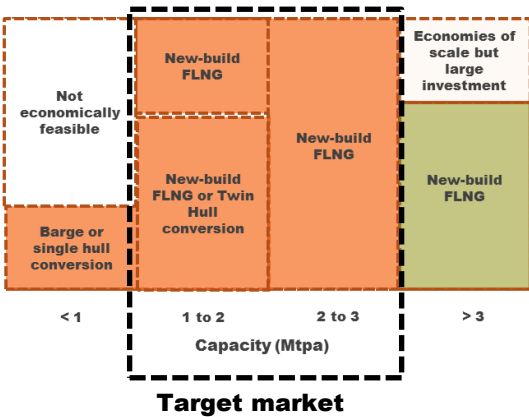 Not
economically
feasible
Barge or
single hull
conversion
New-build
FLNG
New-build
FLNG or Twin
Hull
conversion
New-build
FLNG
Economies of
scale but
large
investment
New-build
FLNG
< 1
1 to 2
2 to 3
> 3
Capacity (Mtpa)
Target market